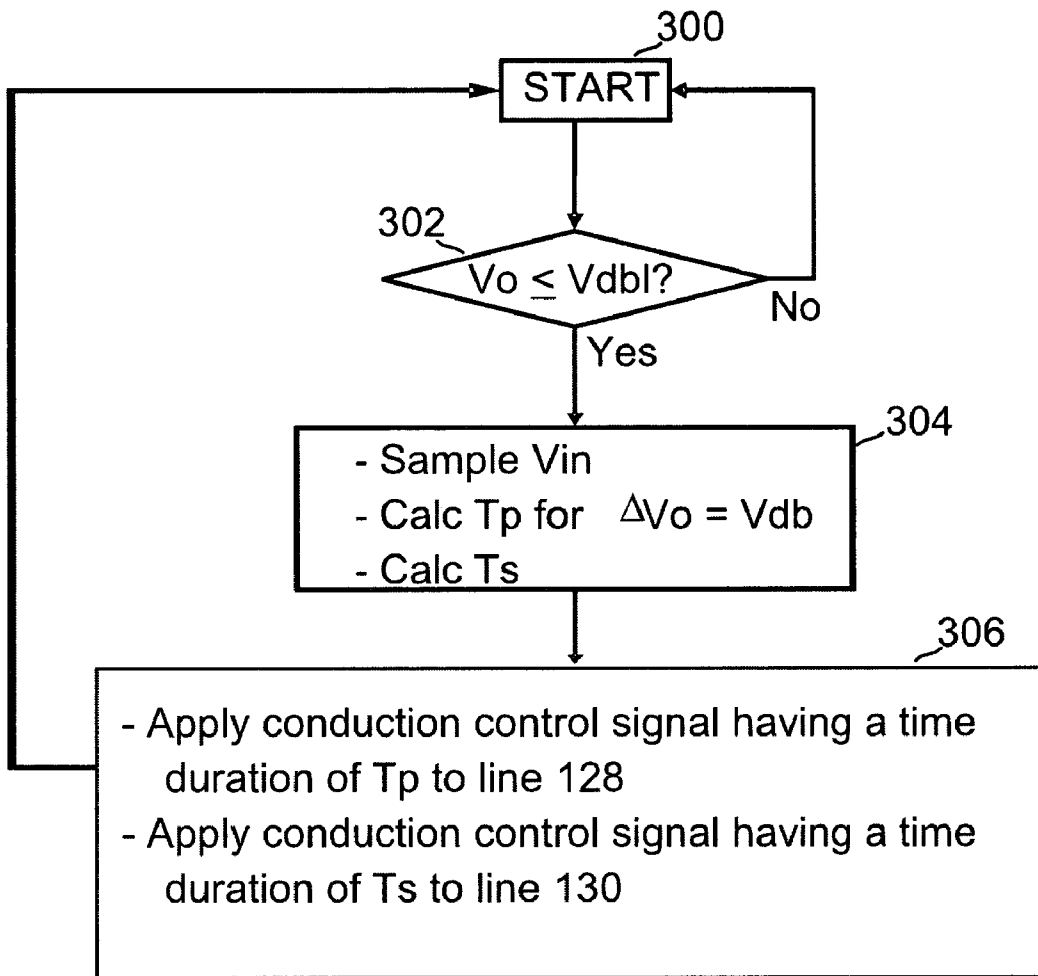 300
START
302
Vo ≤ Vdbl?
No
Yes
304
- Sample Vin
- Calc Tp for ΔVo = Vdb
- Calc Ts
306
- Apply conduction control signal having a time
duration of Tp to line 128
- Apply conduction control signal having a time
duration of Ts to line 130